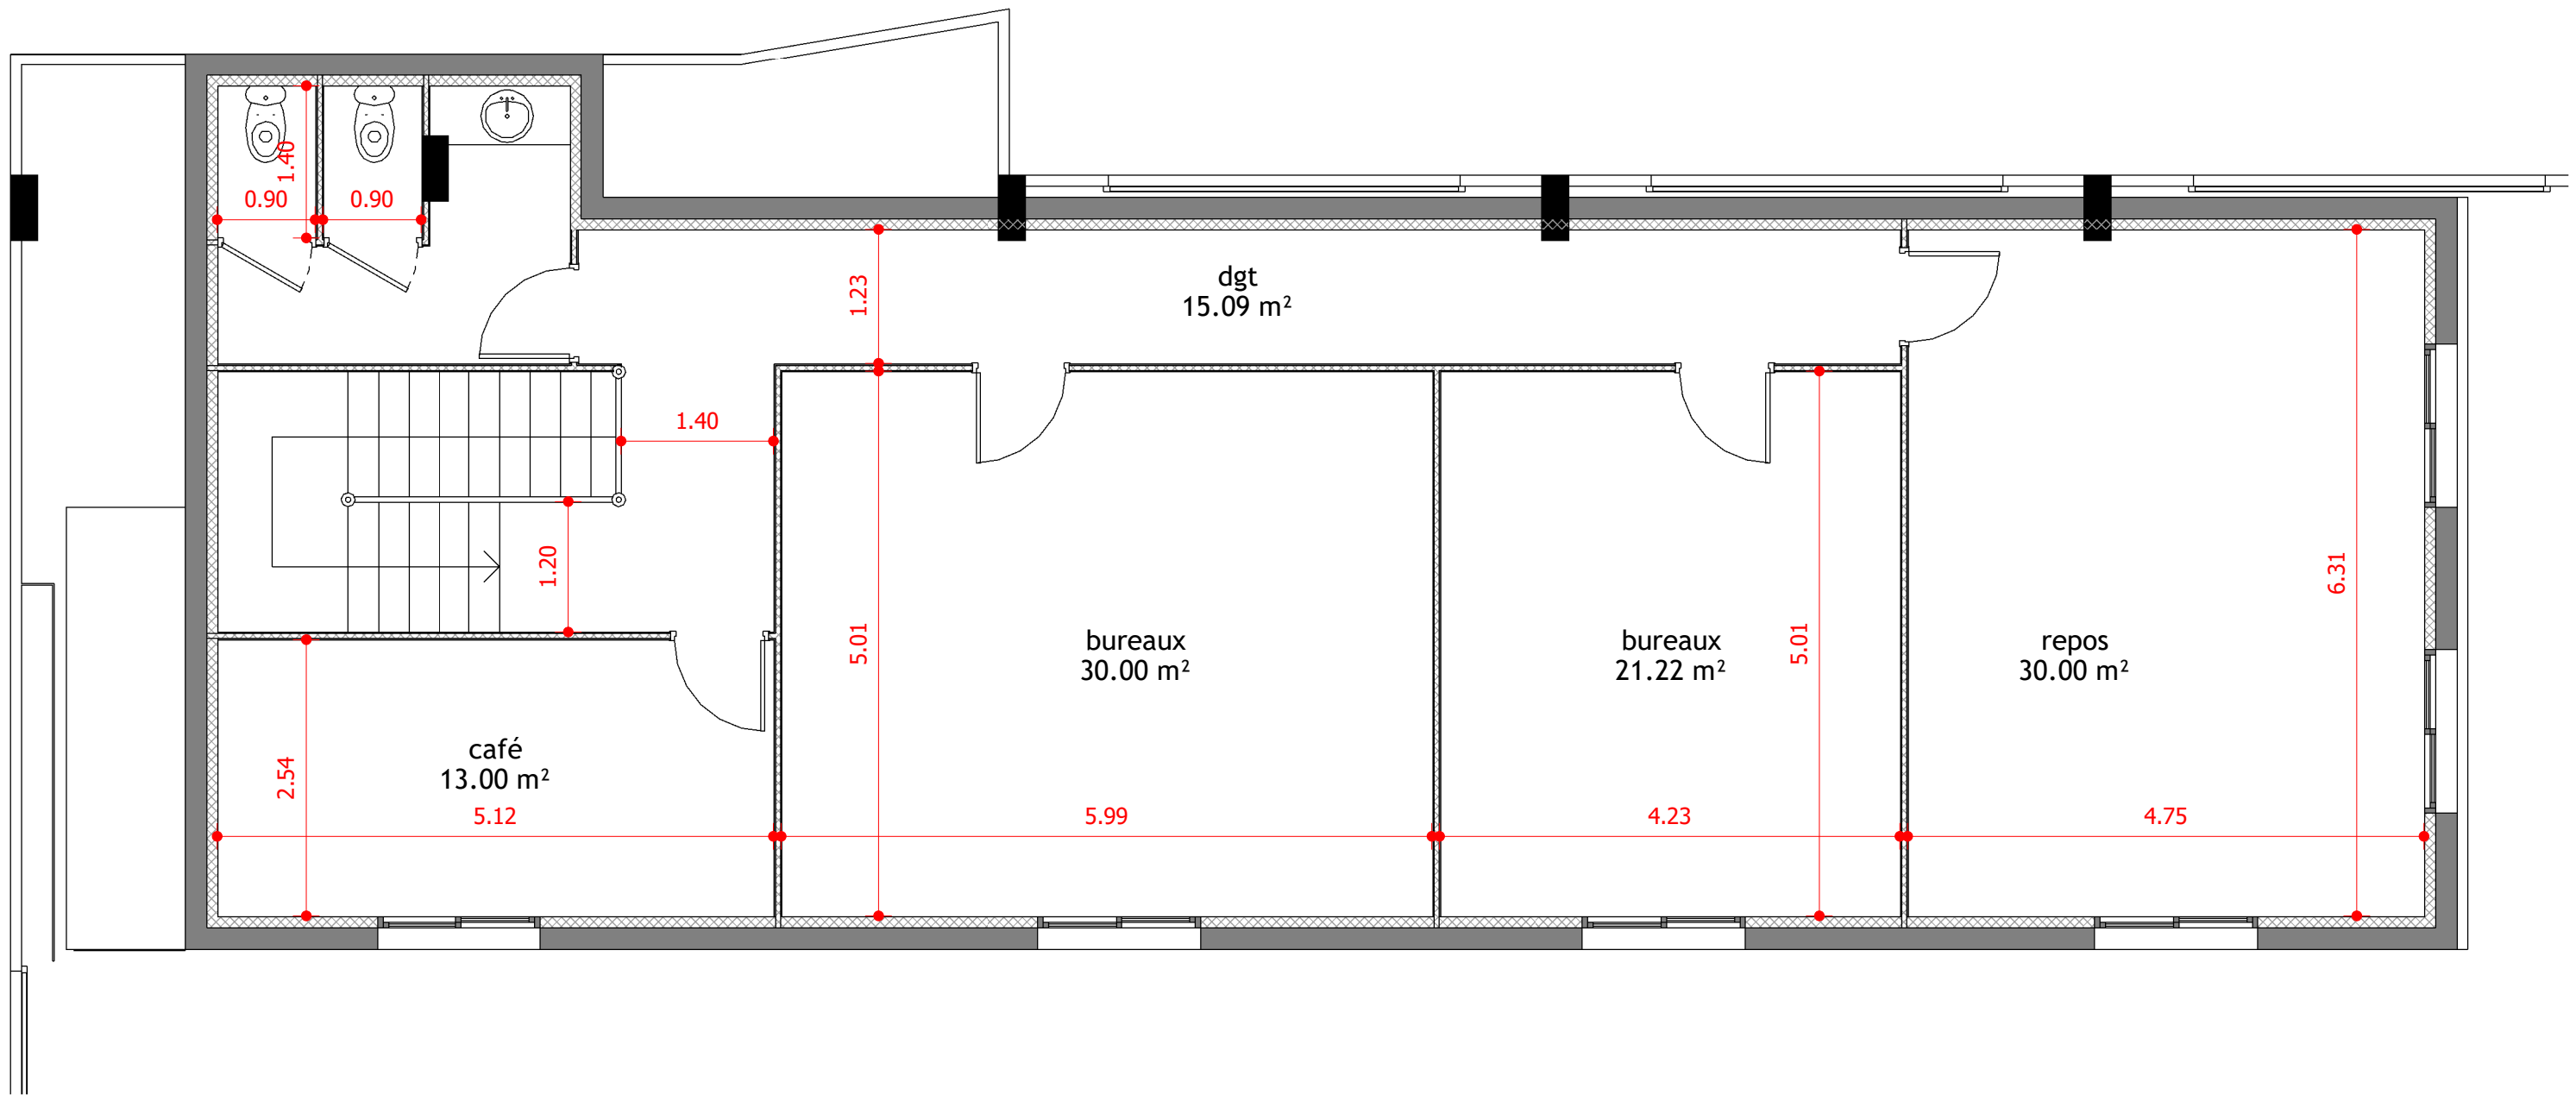 1.40
0.90
0.90
1.23
dgt
15.09 m²
1.40
1.20
5.01
bureaux
30.00 m²
bureaux
21.22 m²
5.01
repos
30.00 m²
6.31
2.54
café
13.00 m²
5.12
5.99
4.23
4.75